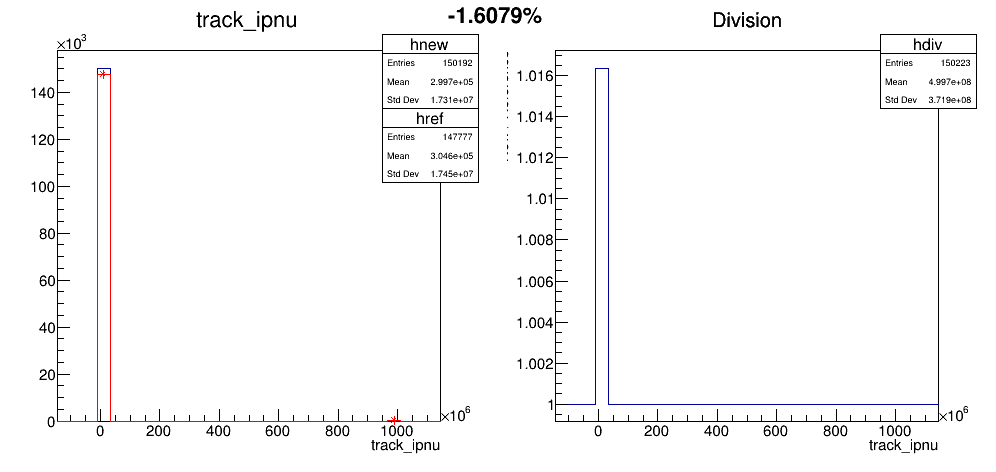 -1.6079%
track_ipnu
×10³
hnew
Entries 150192
Mean 2.997e+05
Std Dev 1.731e+07
href
Entries 147777
Mean 3.046e+05
Std Dev 1.745e+07
140
120
100
80
60
40
20
0
0 200 400 600 800 1000
×10⁶
track_ipnu
Division
hdiv
Entries 150223
Mean 4.997e+08
Std Dev 3.719e+08
1.016
1.014
1.012
1.01
1.008
1.006
1.004
1.002
1
0 200 400 600 800 1000
×10⁶
track_ipnu